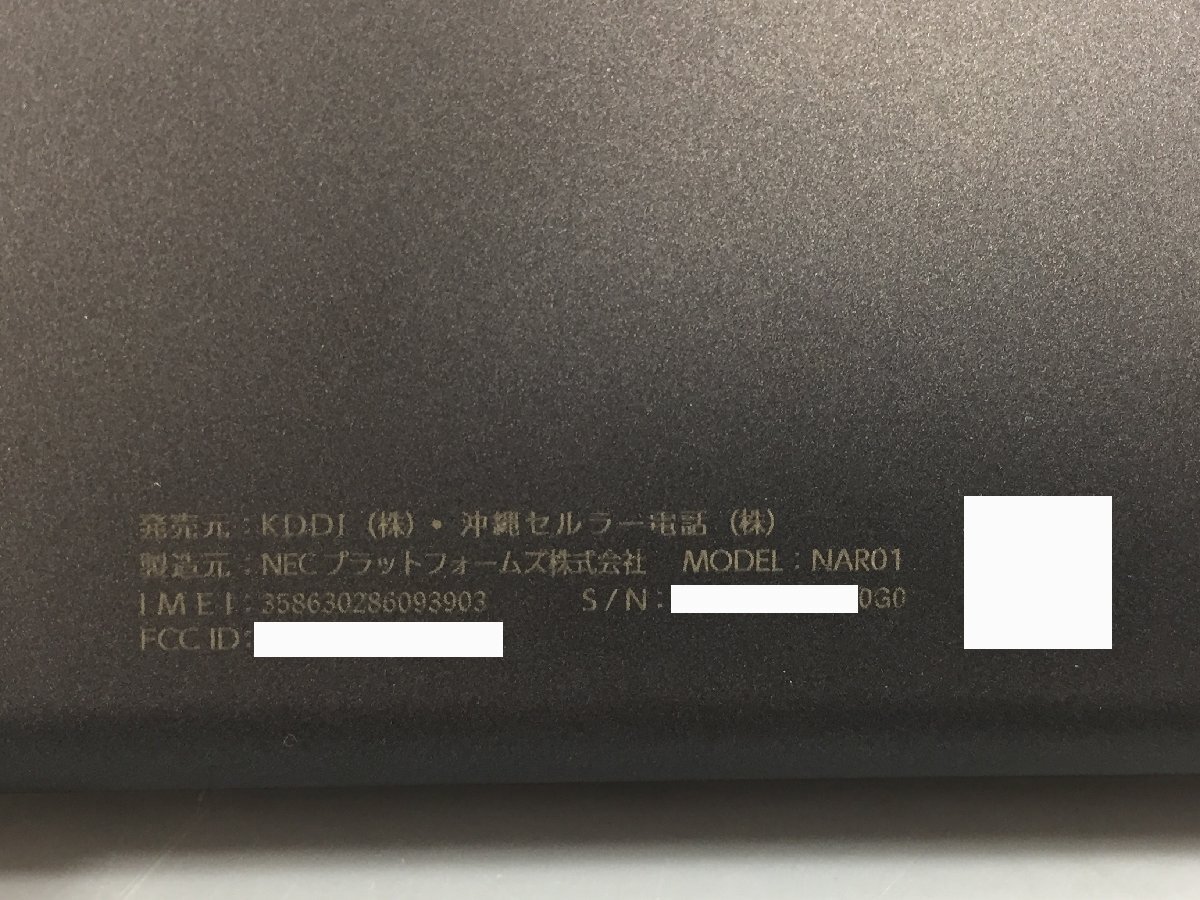 発売元：KDDI（株）・沖縄セルラー電話（株）
製造元：NECプラットフォームズ株式会社　MODEL：NAR01
IMEI：358630286093903　S/N：0G0
FCC ID：